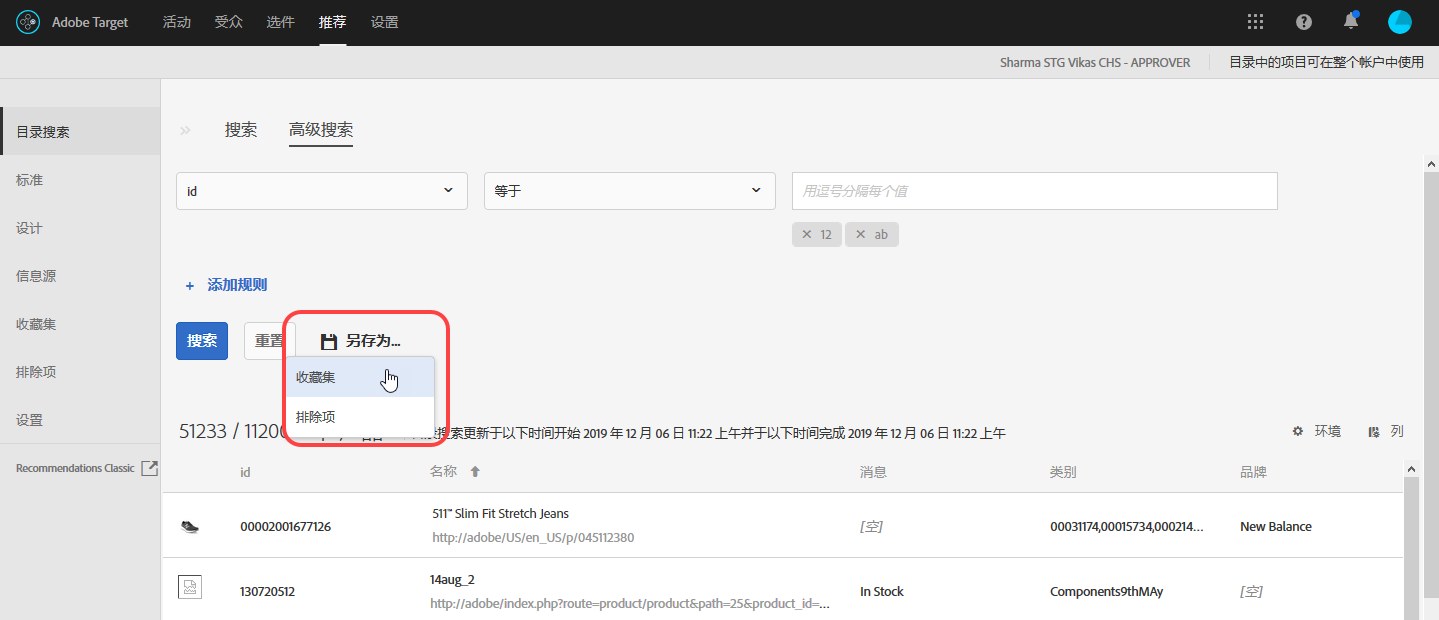 Adobe Target 活动 受众 选件 推荐 设置
Sharma STG Vikas CHS - APPROVER 目录中的项目可在整个帐户中使用
目录搜索
标准
设计
信息源
收藏集
排除项
设置
Recommendations Classic
搜索 高级搜索
id 等于 用逗号分隔每个值
× 12 × ab
+ 添加规则
搜索 重置 另存为...
收藏集
排除项
51233 / 1120 搜索更新于以下时间开始 2019 年 12 月 06 日 11:22 上午并于以下时间完成 2019 年 12 月 06 日 11:22 上午 环境 列
id 名称 消息 类别 品牌
00002001677126 511" Slim Fit Stretch Jeans [空] 00031174,00015734,000214... New Balance
http://adobe/US/en_US/p/045112380
130720512 14aug_2 In Stock Components9thMAy [空]
http://adobe/index.php?route=product/product&path=25&product_id=...